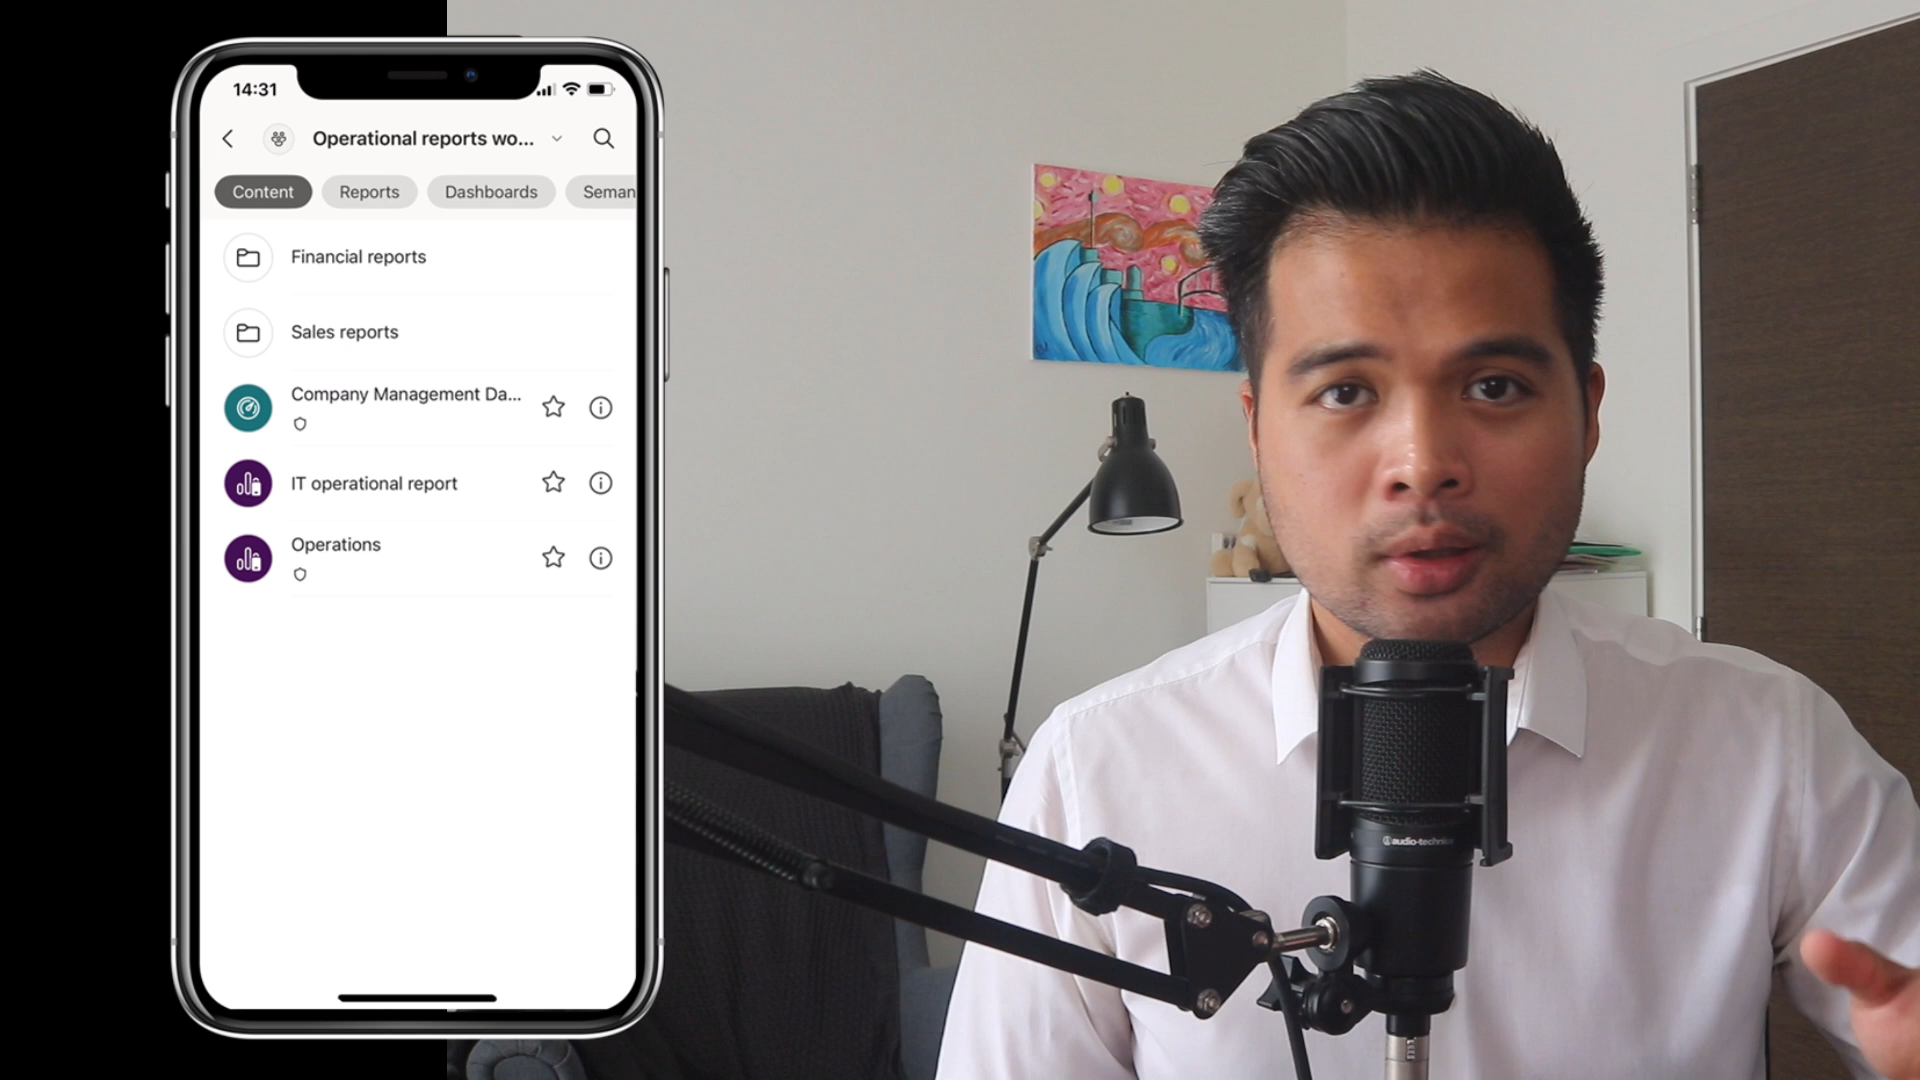 14:31
Operational reports wo...
Content Reports Dashboards Seman
Financial reports
Sales reports
Company Management Da...
IT operational report
Operations
audio-technica